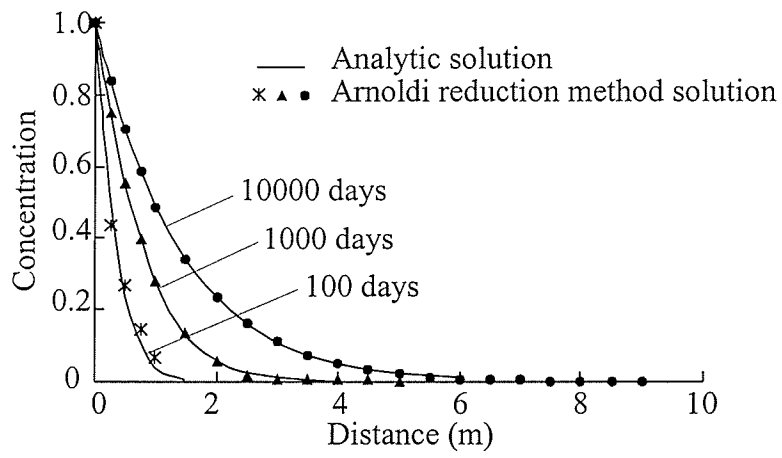 1.0
Analytic solution
Arnoldi reduction method solution
0.8
0.6
10000 days
0.4
1000 days
0.2
100 days
0
0 2 4 6 8 10
Distance (m)
Concentration